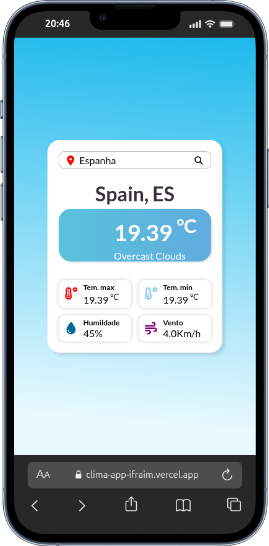 20:46
Espanha
Spain, ES
19.39 °C
Overcast Clouds
Tem. max
19.39 °C
Tem. min
19.39 °C
Humildade
45%
Vento
4.0Km/h
AA clima-app-ifraim.vercel.app